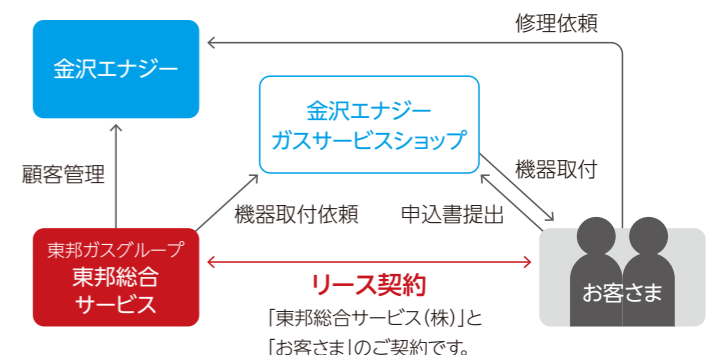 修理依頼
金沢エナジー
金沢エナジー
ガスサービスショップ
顧客管理
機器取付
機器取付依頼
申込書提出
東邦ガスグループ
東邦総合
サービス
リース契約
お客さま
「東邦総合サービス(株)」と
「お客さま」のご契約です。